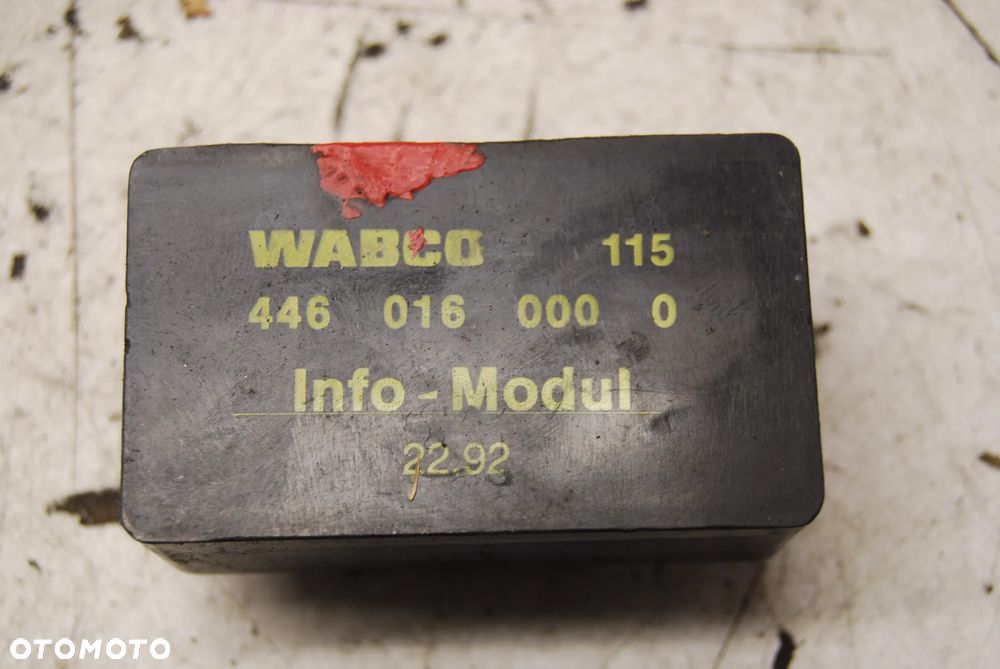 WABCO 115
446 016 000 0
Info - Modul
22.92
OTOMOTO